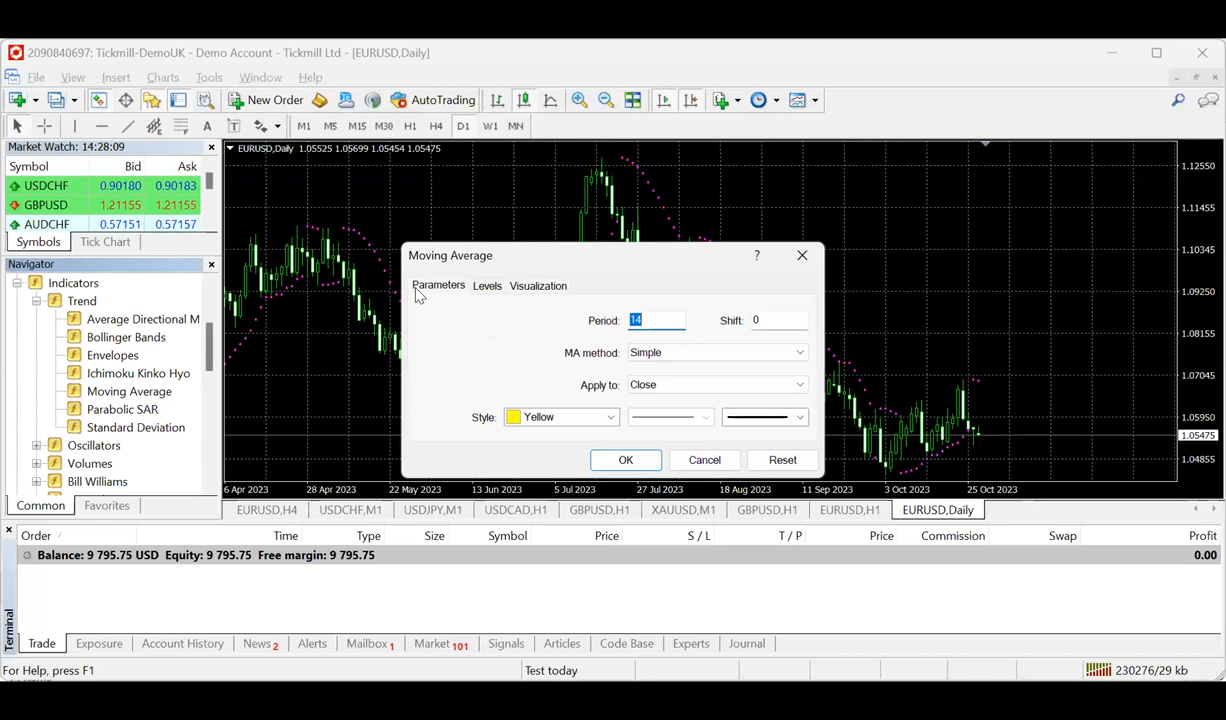 2090840697: Tickmill-DemoUK - Demo Account - Tickmill Ltd - [EURUSD,Daily]
File View Insert Charts Tools Window Help
New Order AutoTrading
A T M1 M5 M15 M30 H1 H4 D1 W1 MN
Market Watch: 14:28:09
Symbol Bid Ask
USDCHF 0.90180 0.90183
GBPUSD 1.21155 1.21155
AUDCHF 0.57151 0.57157
Symbols Tick Chart
Navigator
Indicators
Trend
Average Directional M
Bollinger Bands
Envelopes
Ichimoku Kinko Hyo
Moving Average
Parabolic SAR
Standard Deviation
Oscillators
Volumes
Bill Williams
Common Favorites
EURUSD,Daily 1.05525 1.05699 1.05454 1.05475
1.12550
1.11455
1.10345
1.09250
1.08155
1.07045
1.05950
1.05475
1.04855
Moving Average ?
Parameters Levels Visualization
Period: 14 Shift: 0
MA method: Simple
Apply to: Close
Style: Yellow
OK Cancel Reset
6 Apr 2023 28 Apr 2023 22 May 2023 13 Jun 2023 5 Jul 2023 27 Jul 2023 18 Aug 2023 11 Sep 2023 3 Oct 2023 25 Oct 2023
EURUSD,H4 USDCHF,M1 USDJPY,M1 USDCAD,H1 GBPUSD,H1 XAUUSD,M1 GBPUSD,H1 EURUSD,H1 EURUSD,Daily
Order / Time Type Size Symbol Price S / L T / P Price Commission Swap Profit
Balance: 9 795.75 USD Equity: 9 795.75 Free margin: 9 795.75 0.00
Terminal
Trade Exposure Account History News 2 Alerts Mailbox 1 Market 101 Signals Articles Code Base Experts Journal
For Help, press F1 Test today 230276/29 kb